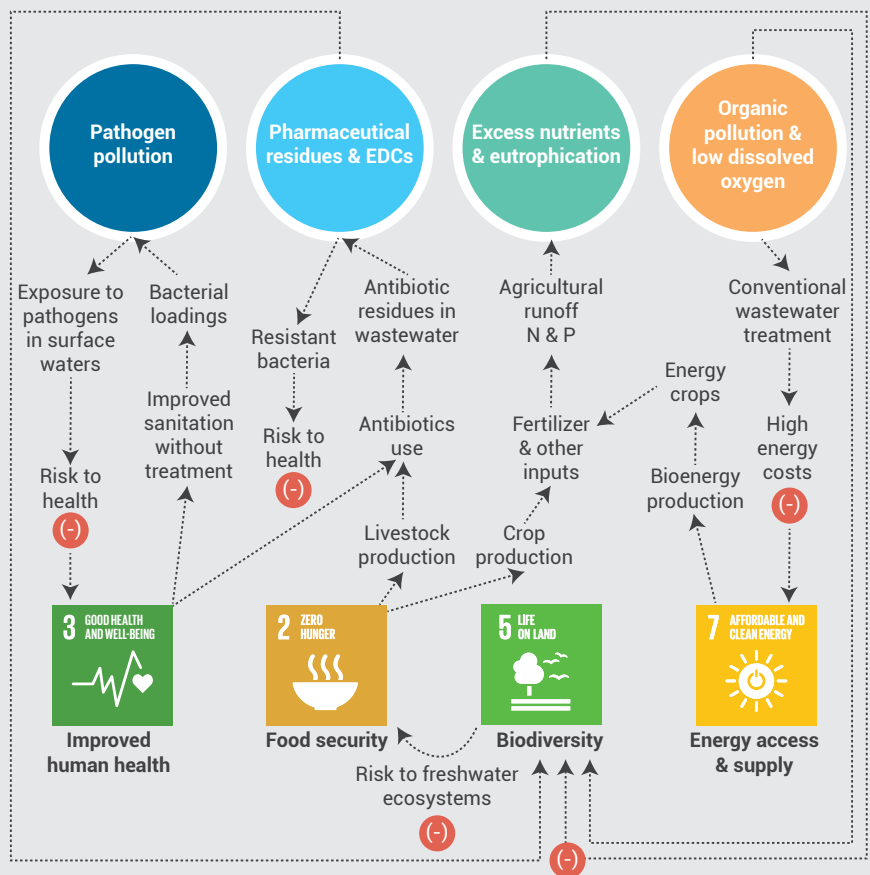 Pathogen
pollution
Pharmaceutical
residues & EDCs
Excess nutrients
& eutrophication
Organic
pollution &
low dissolved
oxygen
Exposure to
pathogens
in surface
waters
Bacterial
loadings
Resistant
bacteria
Antibiotic
residues in
wastewater
Agricultural
runoff
N & P
Conventional
wastewater
treatment
Energy
crops
Improved
sanitation
without
treatment
Risk to
health
(-)
Risk to
health
(-)
Antibiotics
use
Fertilizer
& other
inputs
High
energy
costs
(-)
Bioenergy
production
Livestock
production
Crop
production
3 GOOD HEALTH
AND WELL-BEING
Improved
human health
2 ZERO
HUNGER
Food security
5 LIFE
ON LAND
Biodiversity
7 AFFORDABLE AND
CLEAN ENERGY
Energy access
& supply
Risk to freshwater
ecosystems
(-)
(-)